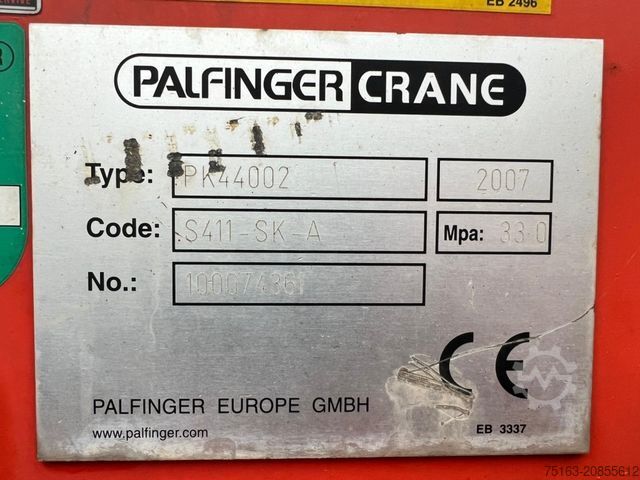 EB 2496
PALFINGER CRANE
Type: PK44002 2007
Code: S411-SK-A Mpa: 33.0
No.: 100074361
CE
PALFINGER EUROPE GMBH
www.palfinger.com
EB 3337
75163-20855612